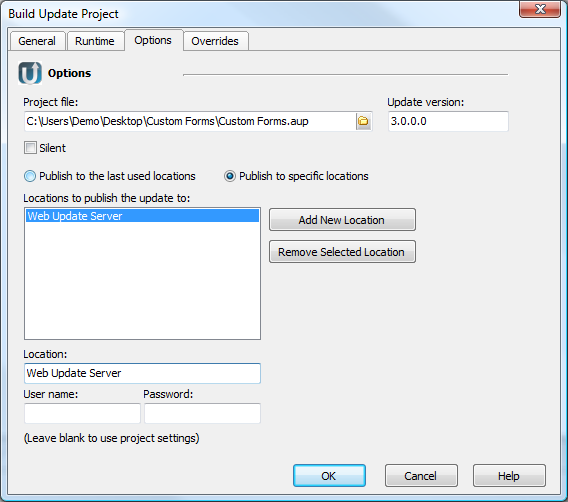 Build Update Project
General Runtime Options Overrides
Options
Project file: Update version:
C:\Users\Demo\Desktop\Custom Forms\Custom Forms.aup 3.0.0.0
Silent
Publish to the last used locations Publish to specific locations
Locations to publish the update to:
Web Update Server Add New Location
Remove Selected Location
Location:
Web Update Server
User name: Password:
(Leave blank to use project settings)
OK Cancel Help